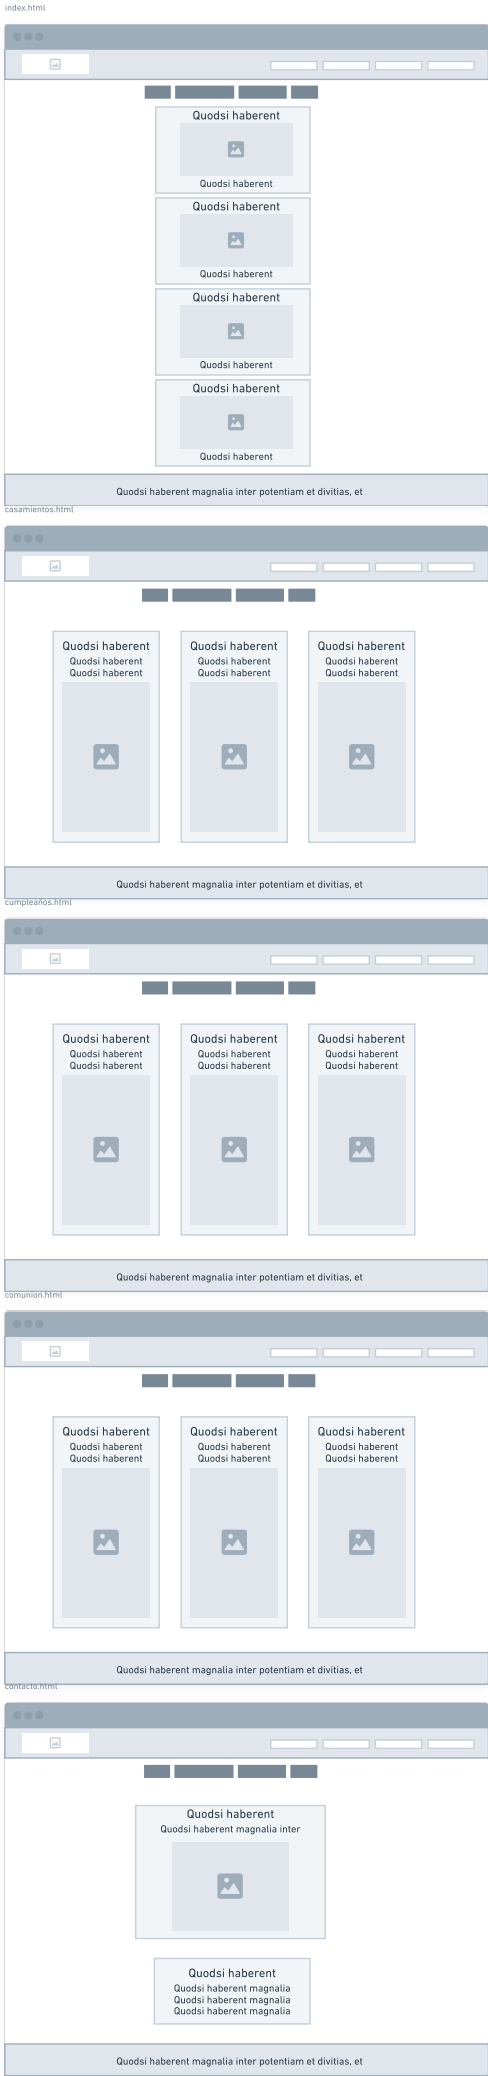 index.html
Quodsi haberent
Quodsi haberent
Quodsi haberent
Quodsi haberent
Quodsi haberent
Quodsi haberent
Quodsi haberent
Quodsi haberent
Quodsi haberent magnalia inter potentiam et divitias, et
casamientos.html
Quodsi haberent Quodsi haberent Quodsi haberent
Quodsi haberent Quodsi haberent Quodsi haberent
Quodsi haberent Quodsi haberent Quodsi haberent
Quodsi haberent magnalia inter potentiam et divitias, et
cumpleaños.html
Quodsi haberent Quodsi haberent Quodsi haberent
Quodsi haberent Quodsi haberent Quodsi haberent
Quodsi haberent Quodsi haberent Quodsi haberent
Quodsi haberent magnalia inter potentiam et divitias, et
comunion.html
Quodsi haberent Quodsi haberent Quodsi haberent
Quodsi haberent Quodsi haberent Quodsi haberent
Quodsi haberent Quodsi haberent Quodsi haberent
Quodsi haberent magnalia inter potentiam et divitias, et
contacto.html
Quodsi haberent
Quodsi haberent magnalia inter
Quodsi haberent
Quodsi haberent magnalia
Quodsi haberent magnalia
Quodsi haberent magnalia
Quodsi haberent magnalia inter potentiam et divitias, et